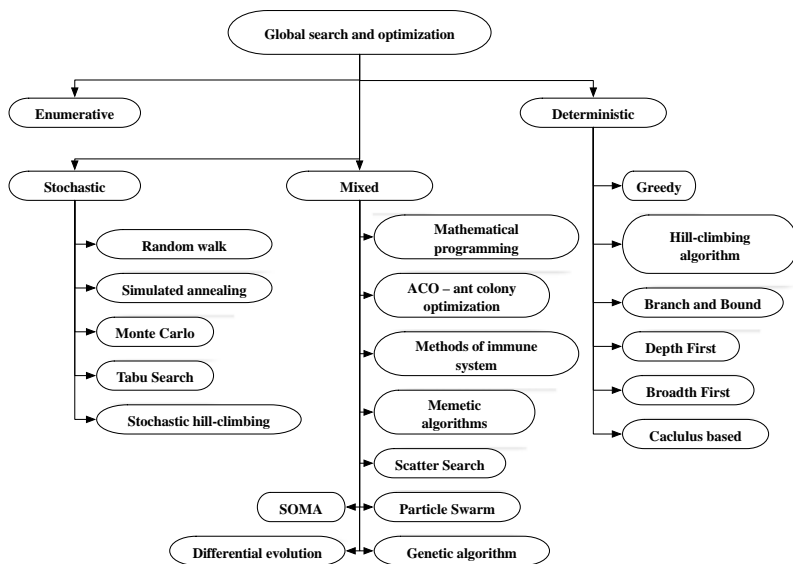 Global search and optimization
Enumerative
Deterministic
Stochastic
Mixed
Greedy
Random walk
Mathematical
programming
Hill-climbing
algorithm
Simulated annealing
ACO – ant colony
optimization
Branch and Bound
Monte Carlo
Methods of immune
system
Depth First
Tabu Search
Broadth First
Stochastic hill-climbing
Memetic
algorithms
Caclulus based
Scatter Search
SOMA
Particle Swarm
Differential evolution
Genetic algorithm